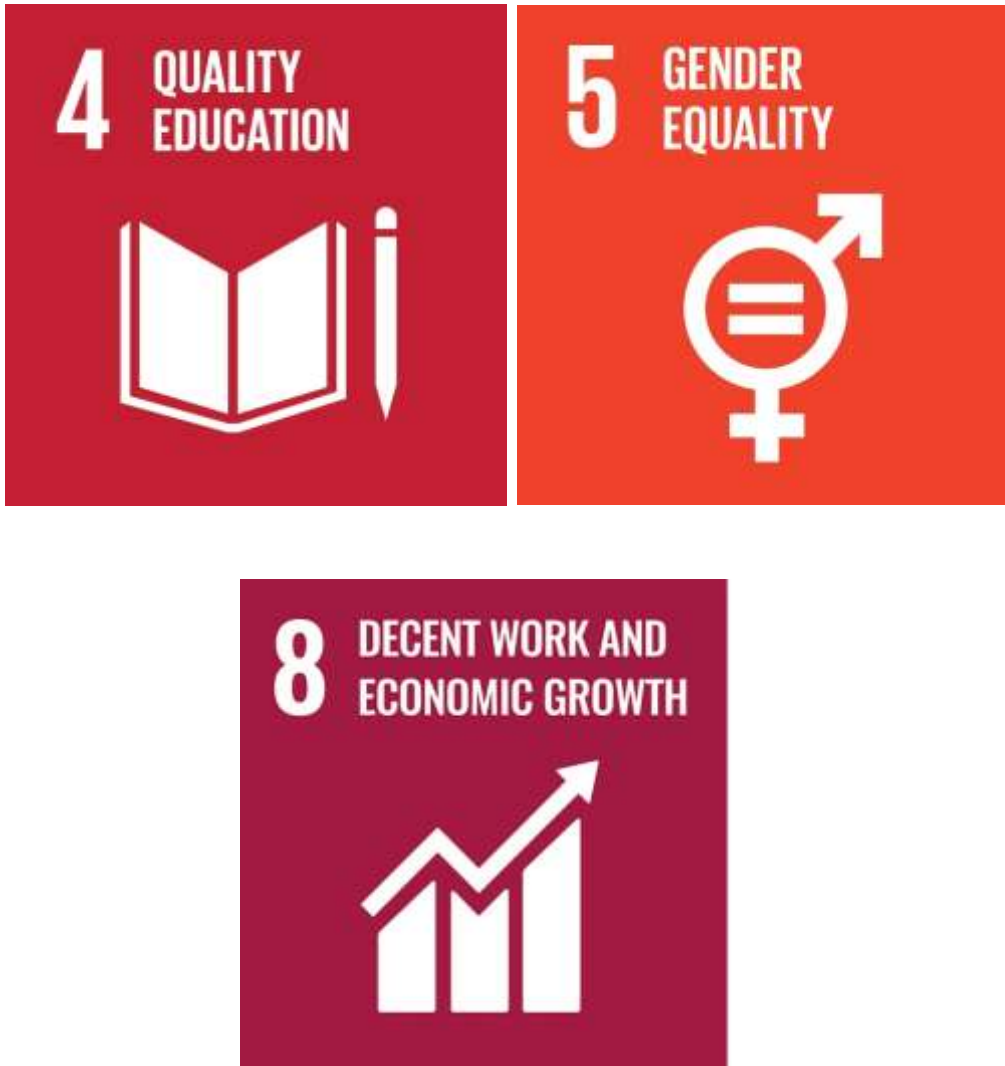 4
QUALITY
EDUCATION
5
GENDER
EQUALITY
8
DECENT WORK AND
ECONOMIC GROWTH